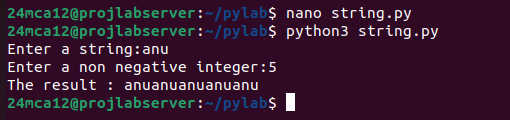 24mca12@projlabserver:~/pylab$ nano string.py
24mca12@projlabserver:~/pylab$ python3 string.py
Enter a string:anu
Enter a non negative integer:5
The result : anuanuanuanuanu
24mca12@projlabserver:~/pylab$